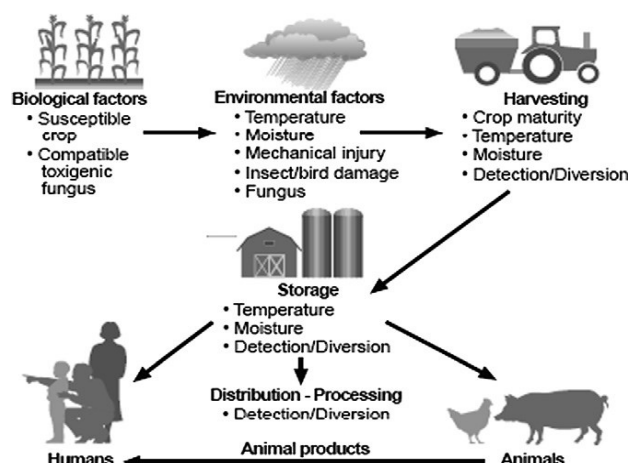 Biological factors
• Susceptible
crop
• Compatible
toxigenic
fungus
Environmental factors
• Temperature
• Moisture
• Mechanical injury
• Insect/bird damage
• Fungus
Harvesting
• Crop maturity
• Temperature
• Moisture
• Detection/Diversion
Storage
• Temperature
• Moisture
• Detection/Diversion
Distribution - Processing
• Detection/Diversion
Humans
Animal products
Animals